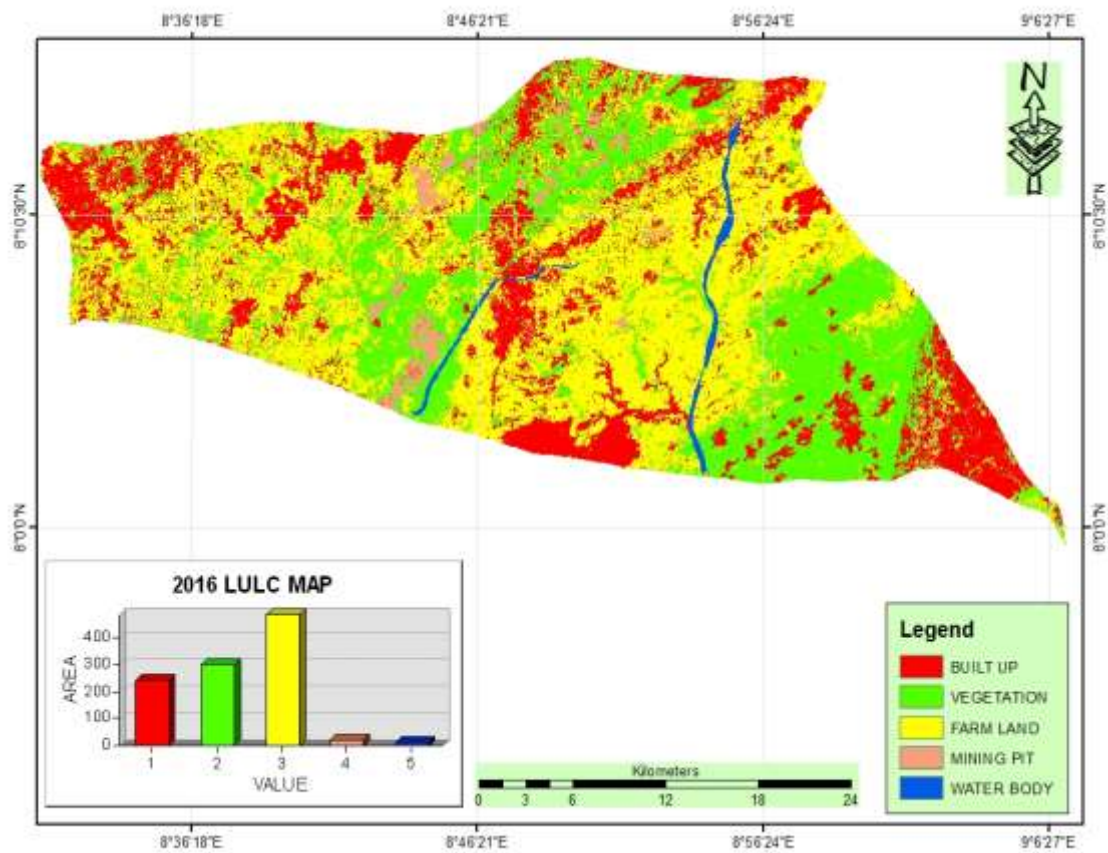 8°36'18"E 8°46'21"E 8°56'24"E 9°6'27"E
N
8°10'30"N 8°10'30"N
8°0'0"N 8°0'0"N
2016 LULC MAP
400
300
200
100
0
AREA
1 2 3 4 5
VALUE
Kilometers
0 3 6 12 18 24
Legend
BUILT UP
VEGETATION
FARM LAND
MINING PIT
WATER BODY
8°36'18"E 8°46'21"E 8°56'24"E 9°6'27"E